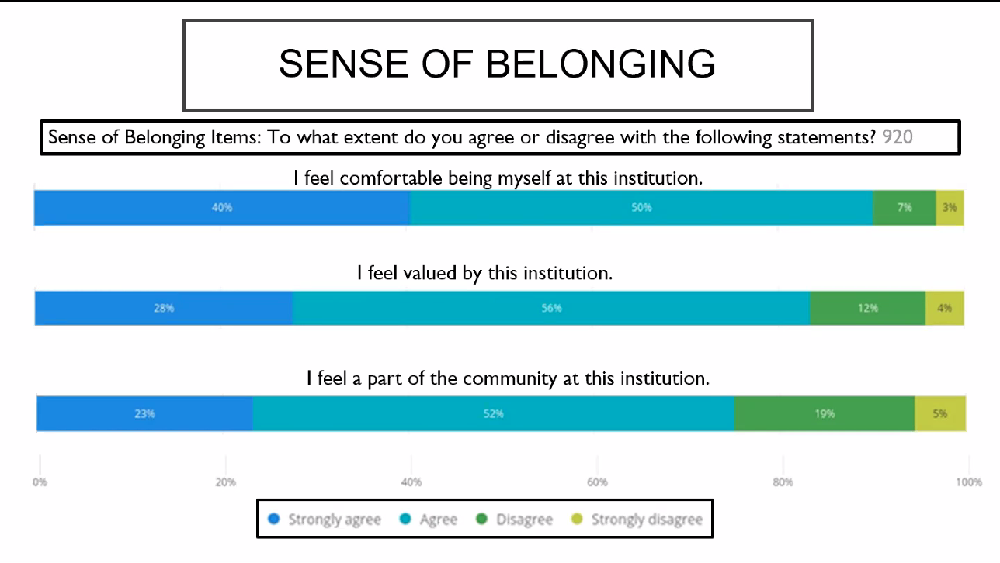 SENSE OF BELONGING
Sense of Belonging Items: To what extent do you agree or disagree with the following statements? 920
I feel comfortable being myself at this institution.
40% 50% 7% 3%
I feel valued by this institution.
28% 56% 12% 4%
I feel a part of the community at this institution.
23% 52% 19% 5%
0% 20% 40% 60% 80% 100%
Strongly agree Agree Disagree Strongly disagree